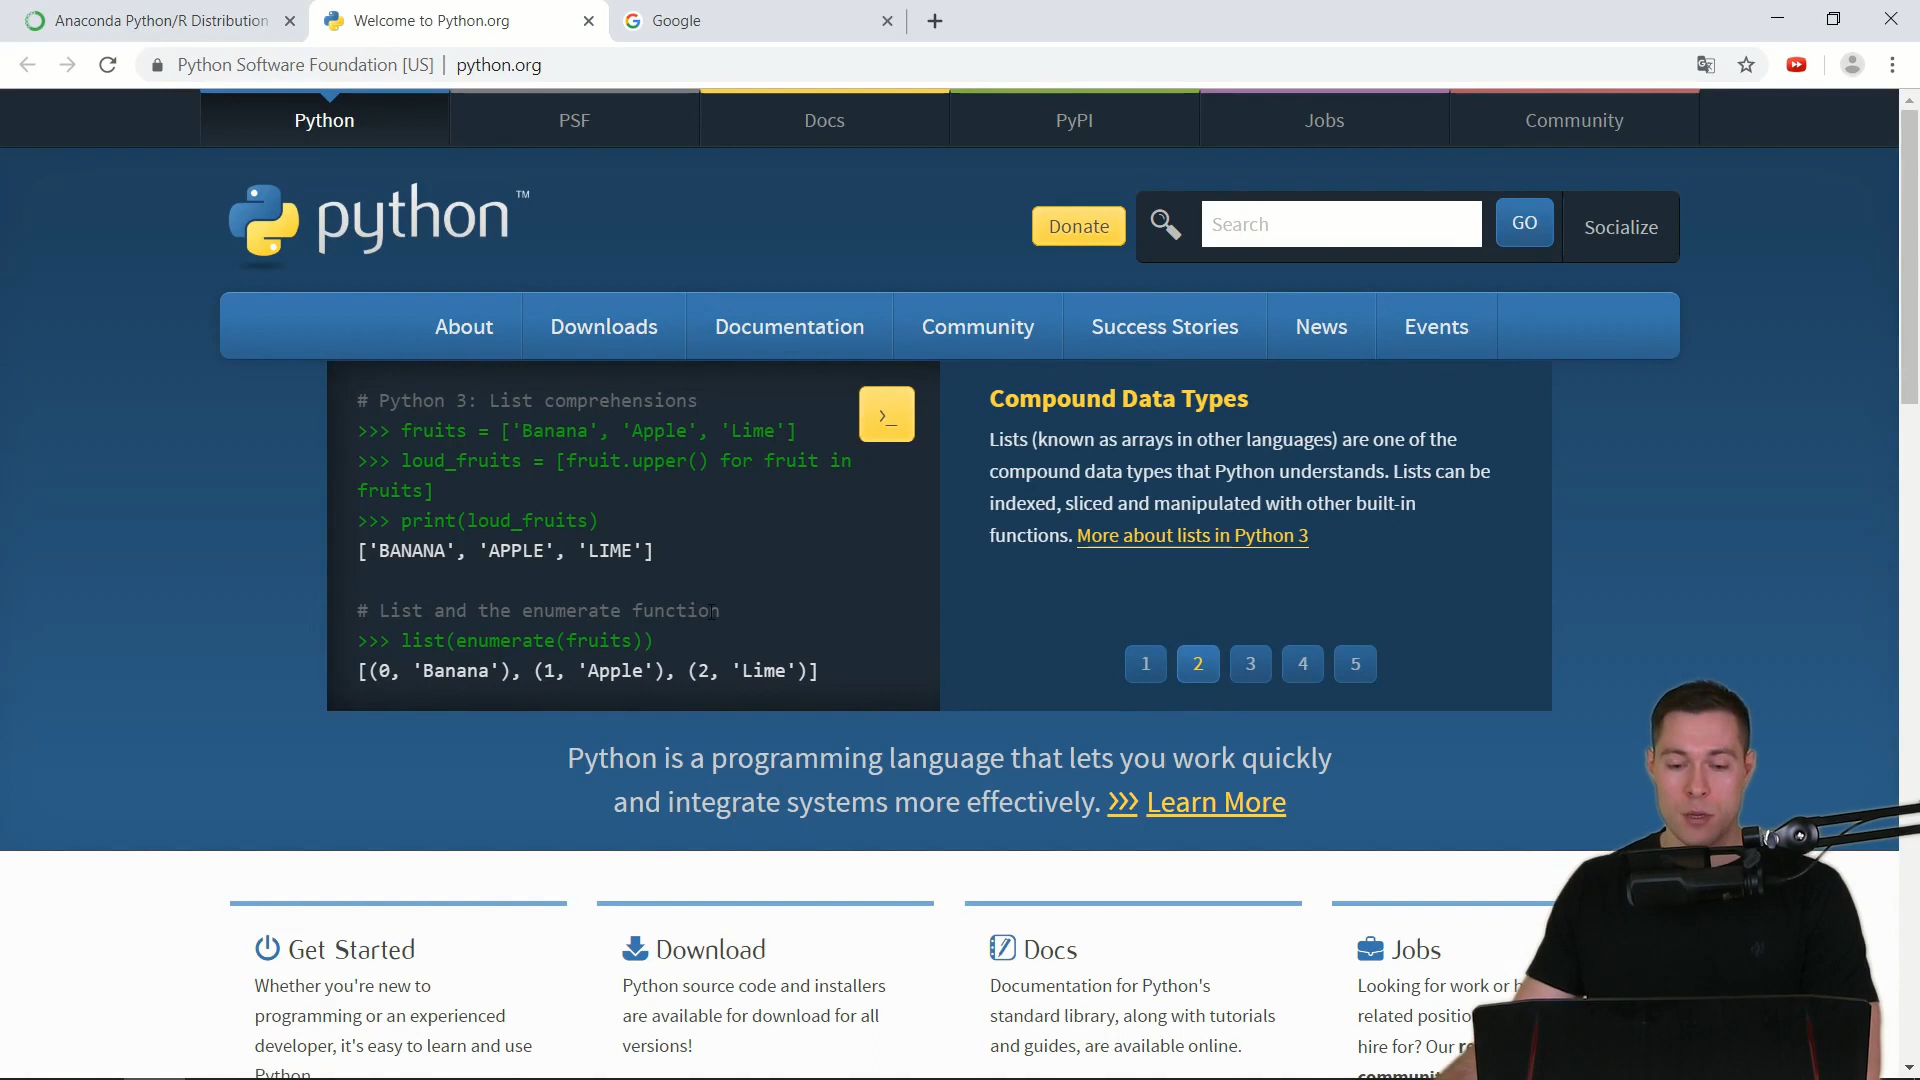 Anaconda Python/R Distribution
Welcome to Python.org
Google
Python Software Foundation [US] | python.org
Python
PSF
Docs
PyPI
Jobs
Community
python™
Donate
Search
GO
Socialize
About
Downloads
Documentation
Community
Success Stories
News
Events
# Python 3: List comprehensions
>>> fruits = ['Banana', 'Apple', 'Lime']
>>> loud_fruits = [fruit.upper() for fruit in
fruits]
>>> print(loud_fruits)
['BANANA', 'APPLE', 'LIME']
# List and the enumerate function
>>> list(enumerate(fruits))
[(0, 'Banana'), (1, 'Apple'), (2, 'Lime')]
>_
Compound Data Types
Lists (known as arrays in other languages) are one of the
compound data types that Python understands. Lists can be
indexed, sliced and manipulated with other built-in
functions. More about lists in Python 3
1 2 3 4 5
Python is a programming language that lets you work quickly
and integrate systems more effectively. >>> Learn More
Get Started
Whether you're new to
programming or an experienced
developer, it's easy to learn and use
Python.
Download
Python source code and installers
are available for download for all
versions!
Docs
Documentation for Python's
standard library, along with tutorials
and guides, are available online.
Jobs
Looking for work or
related
hire for? Our